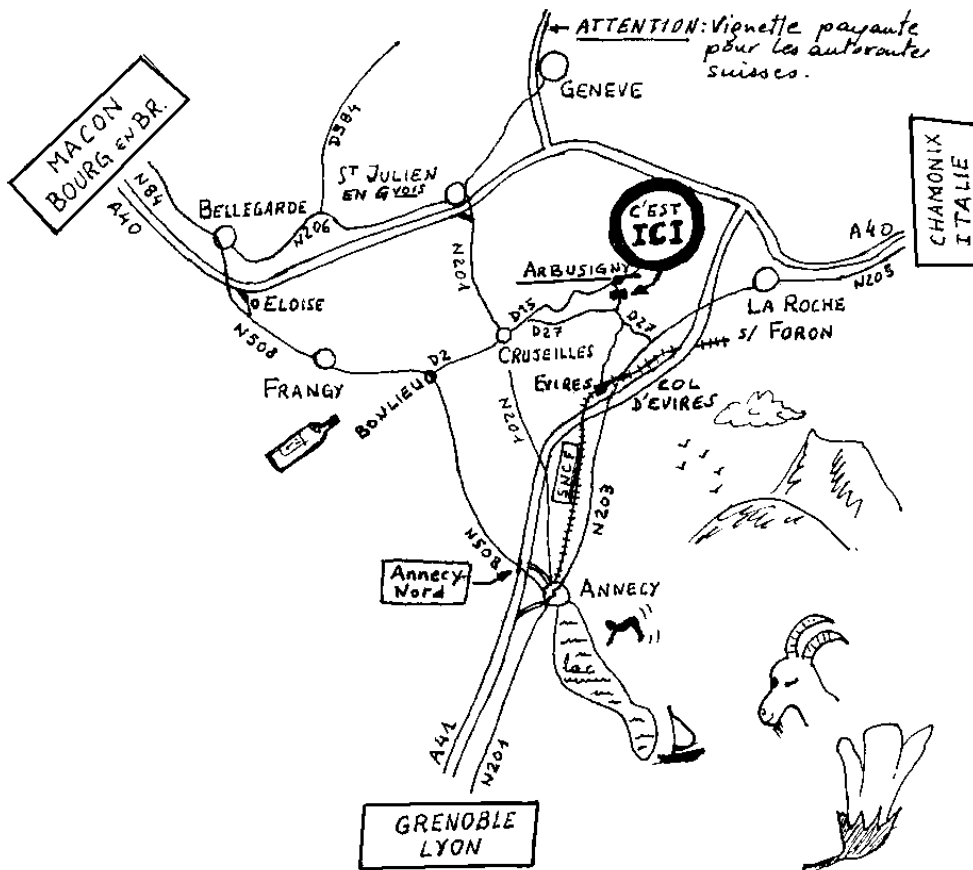 ATTENTION: Vignette payante
pour les autoroutes
suisses.
GENEVE
MACON
BOURG EN BR.
D984
ST JULIEN
EN GVOIS
CHAMONIX
ITALIE
N84
A40
BELLEGARDE
N206
C'EST
ICI
A40
N205
N201
ARBUSIGNY
ELOISE
LA ROCHE
S/ FORON
D15
D27
D27
N508
CRUSEILLES
D2
FRANGY
BONLIEU
EVIRES
COL
D'EVIRES
N201
SNCF
N203
N508
Annecy
Nord
ANNECY
lac
A41
N201
GRENOBLE
LYON